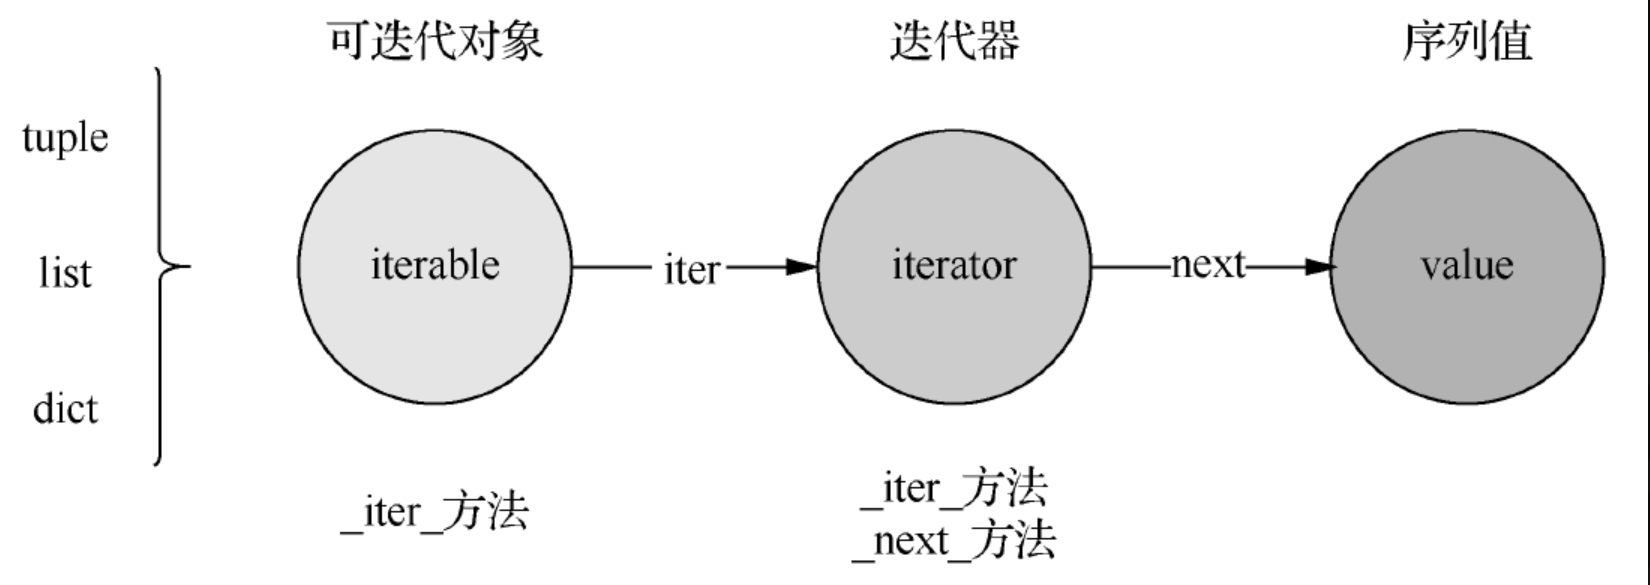 可迭代对象
迭代器
序列值
tuple
list
dict
iterable
iter
iterator
next
value
_iter_方法
_iter_方法
_next_方法